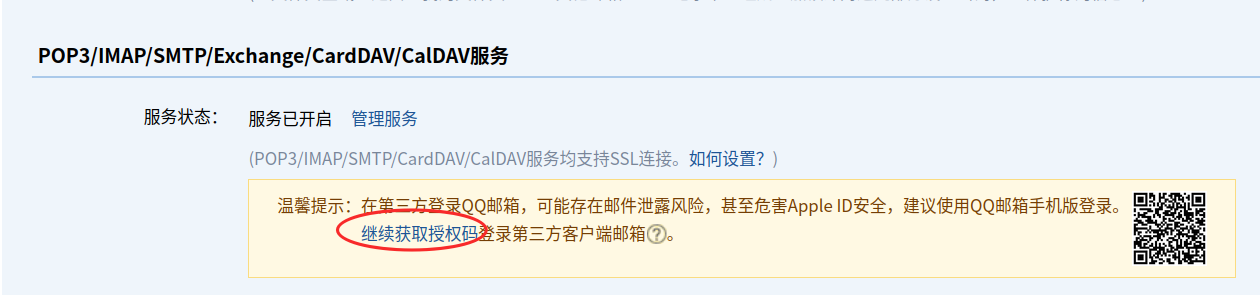 POP3/IMAP/SMTP/Exchange/CardDAV/CalDAV服务
服务状态： 服务已开启 管理服务
(POP3/IMAP/SMTP/CardDAV/CalDAV服务均支持SSL连接。如何设置？)
温馨提示：在第三方登录QQ邮箱，可能存在邮件泄露风险，甚至危害Apple ID安全，建议使用QQ邮箱手机版登录。
继续获取授权码登录第三方客户端邮箱?。